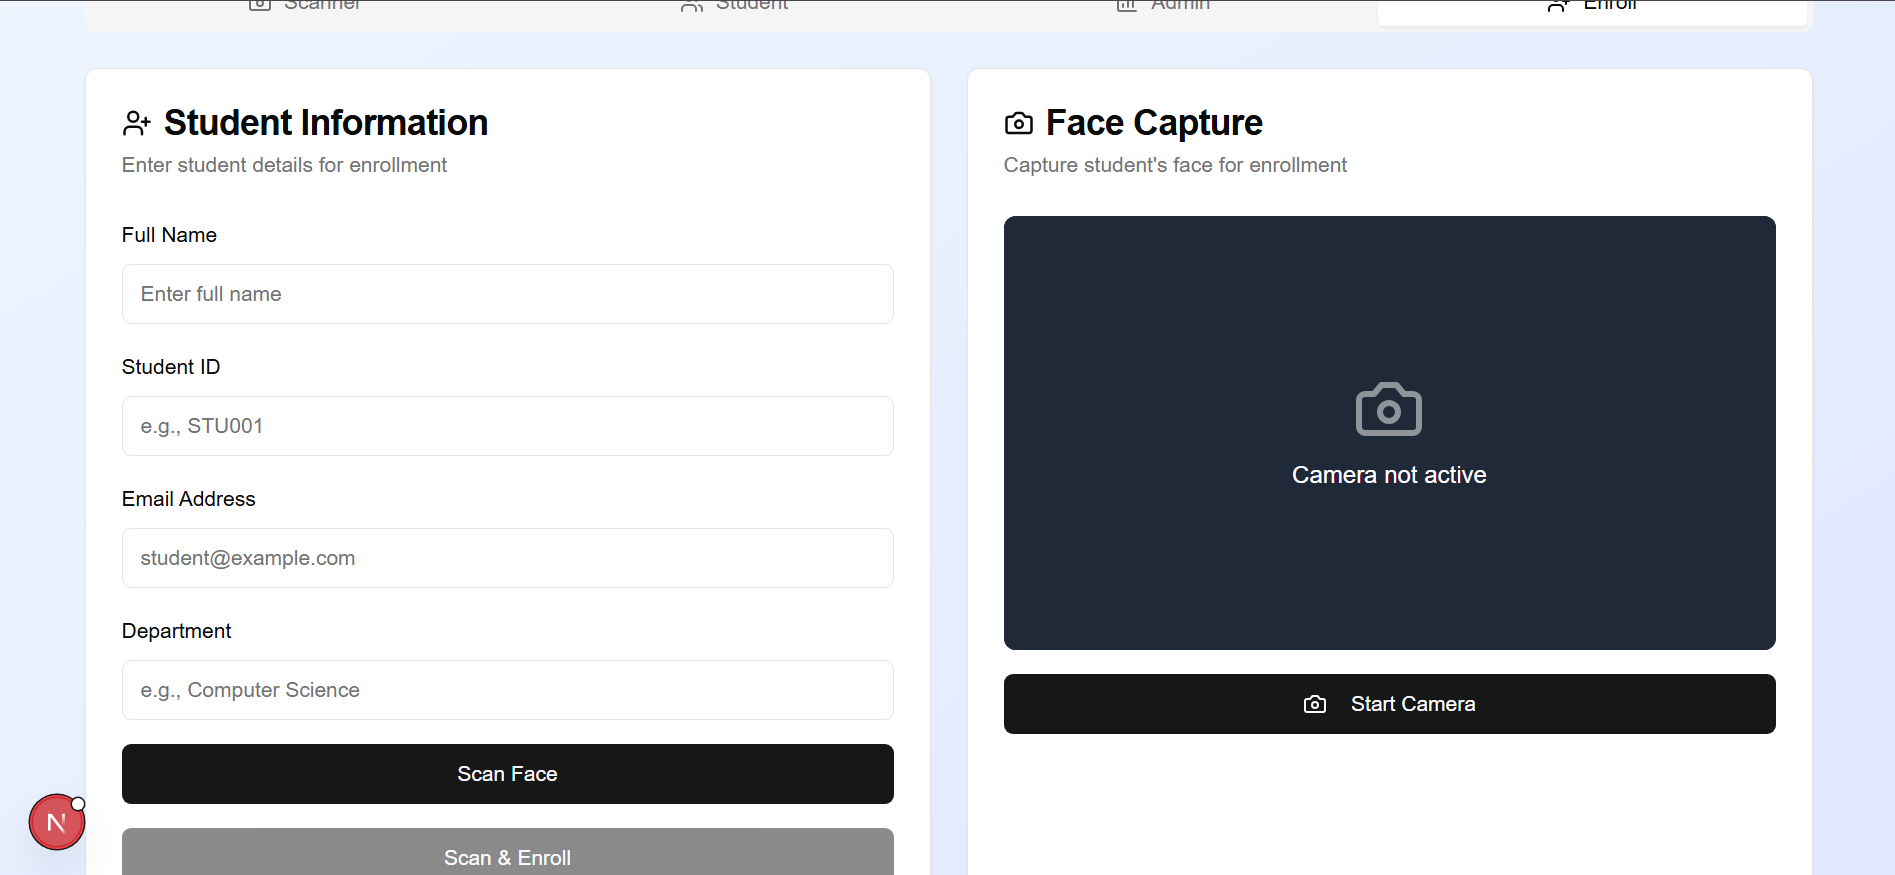 Scanner
Student
Admin
Enroll
Student Information
Enter student details for enrollment
Full Name
Enter full name
Student ID
e.g., STU001
Email Address
student@example.com
Department
e.g., Computer Science
Scan Face
Scan & Enroll
Face Capture
Capture student's face for enrollment
Camera not active
Start Camera
N